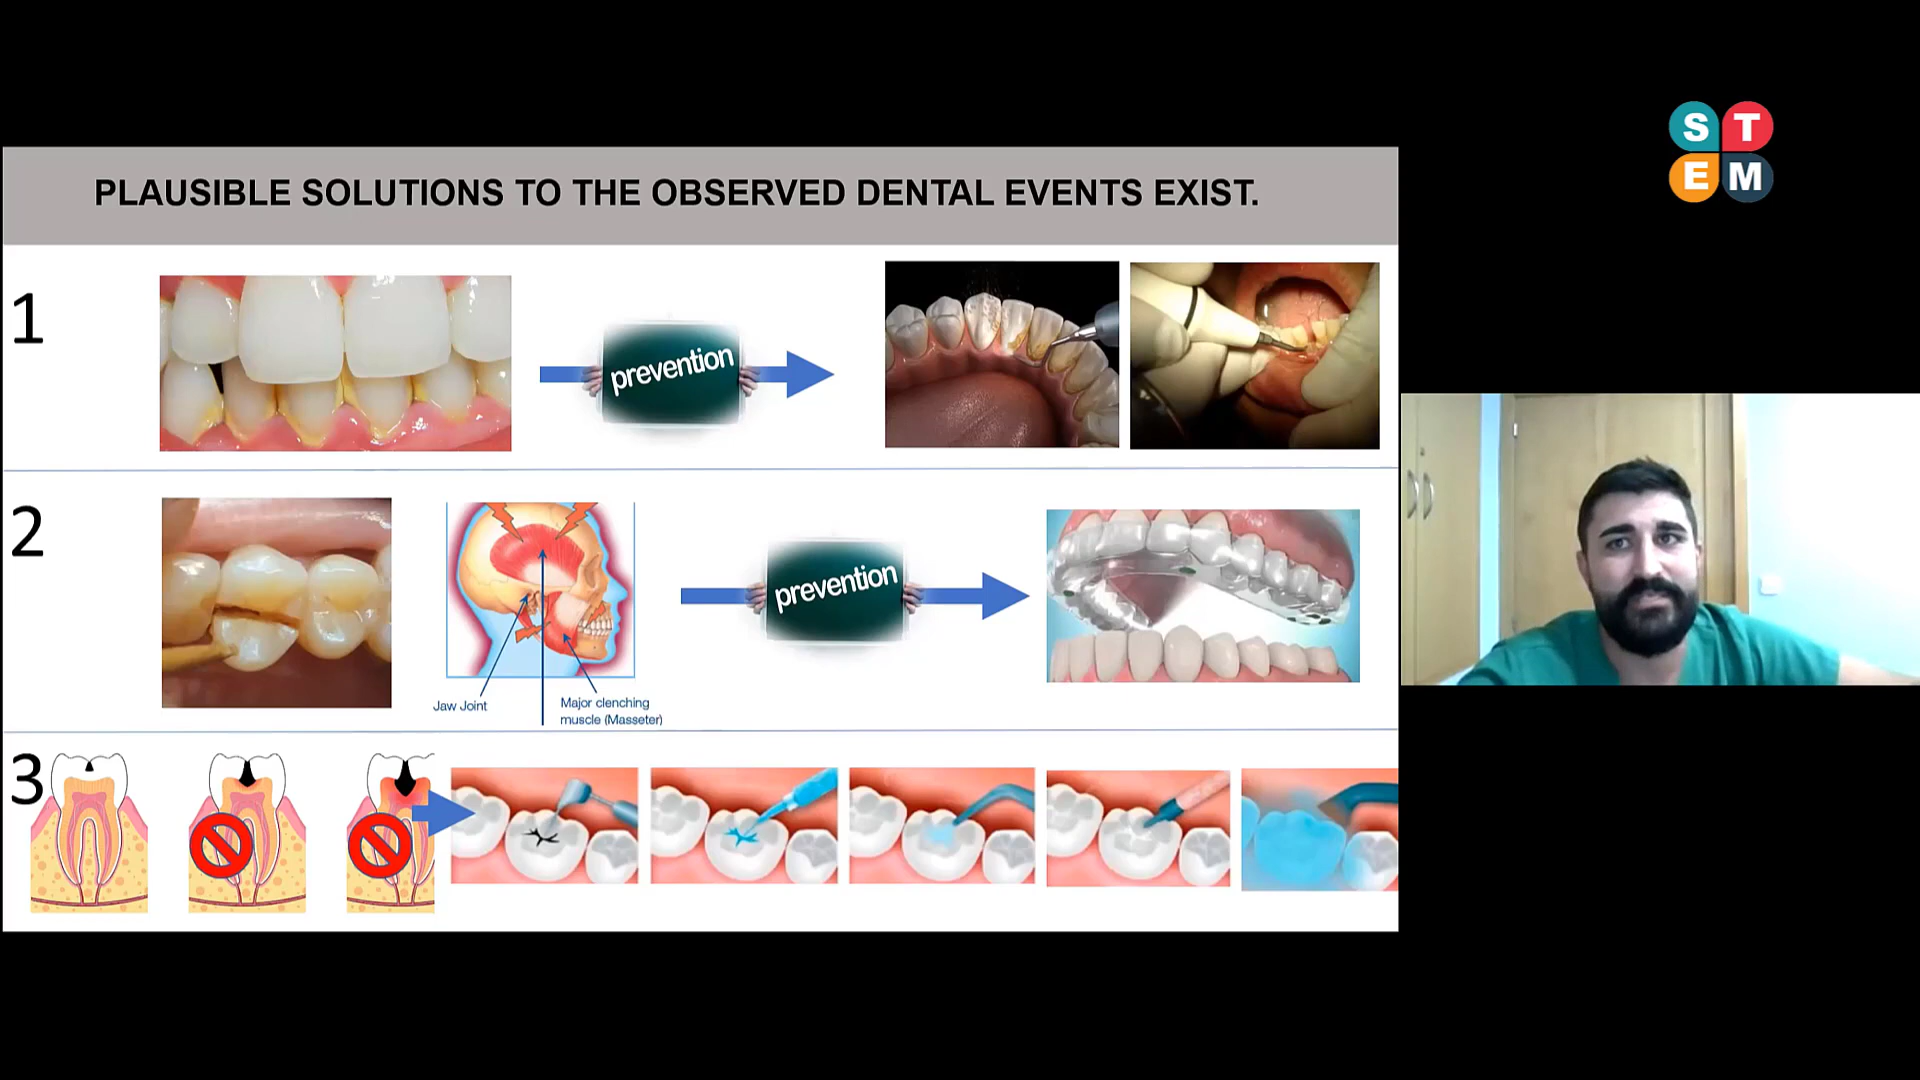 PLAUSIBLE SOLUTIONS TO THE OBSERVED DENTAL EVENTS EXIST.
S T
E M
1
prevention
2
prevention
Jaw Joint
Major clenching
muscle (Masseter)
3